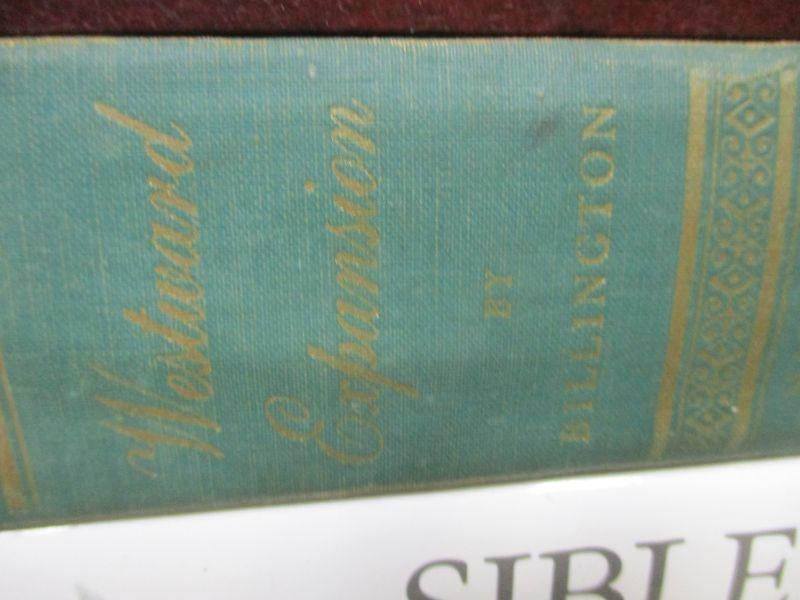 Westward
Expansion
BY
BILLINGTON
SIBLE